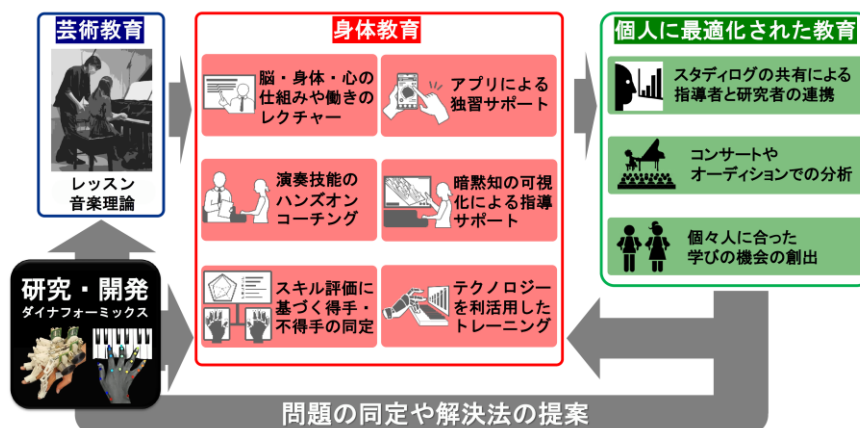 芸術教育
レッスン
音楽理論
身体教育
脳・身体・心の
仕組みや働きの
レクチャー
アプリによる
独習サポート
演奏技能の
ハンズオン
コーチング
暗黙知の可視
化による指導
サポート
スキル評価に
基づく得手・
不得手の同定
テクノロジー
を利活用した
トレーニング
個人に最適化された教育
スタディログの共有による
指導者と研究者の連携
コンサートや
オーディションでの分析
個々人に合った
学びの機会の創出
研究・開発
ダイナフォーミックス
問題の同定や解決法の提案